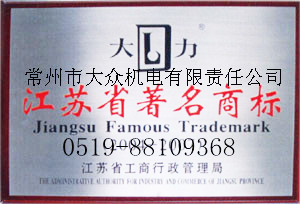 大 力
常州市大众机电有限责任公司
江苏省著名商标
Jiangsu Famous Trademark
0519-88109368
江苏省工商行政管理局
THE ADMINISTRATIVE AUTHORITY FOR INDUSTRY AND COMMERCE OF JIANGSU PROVINCE